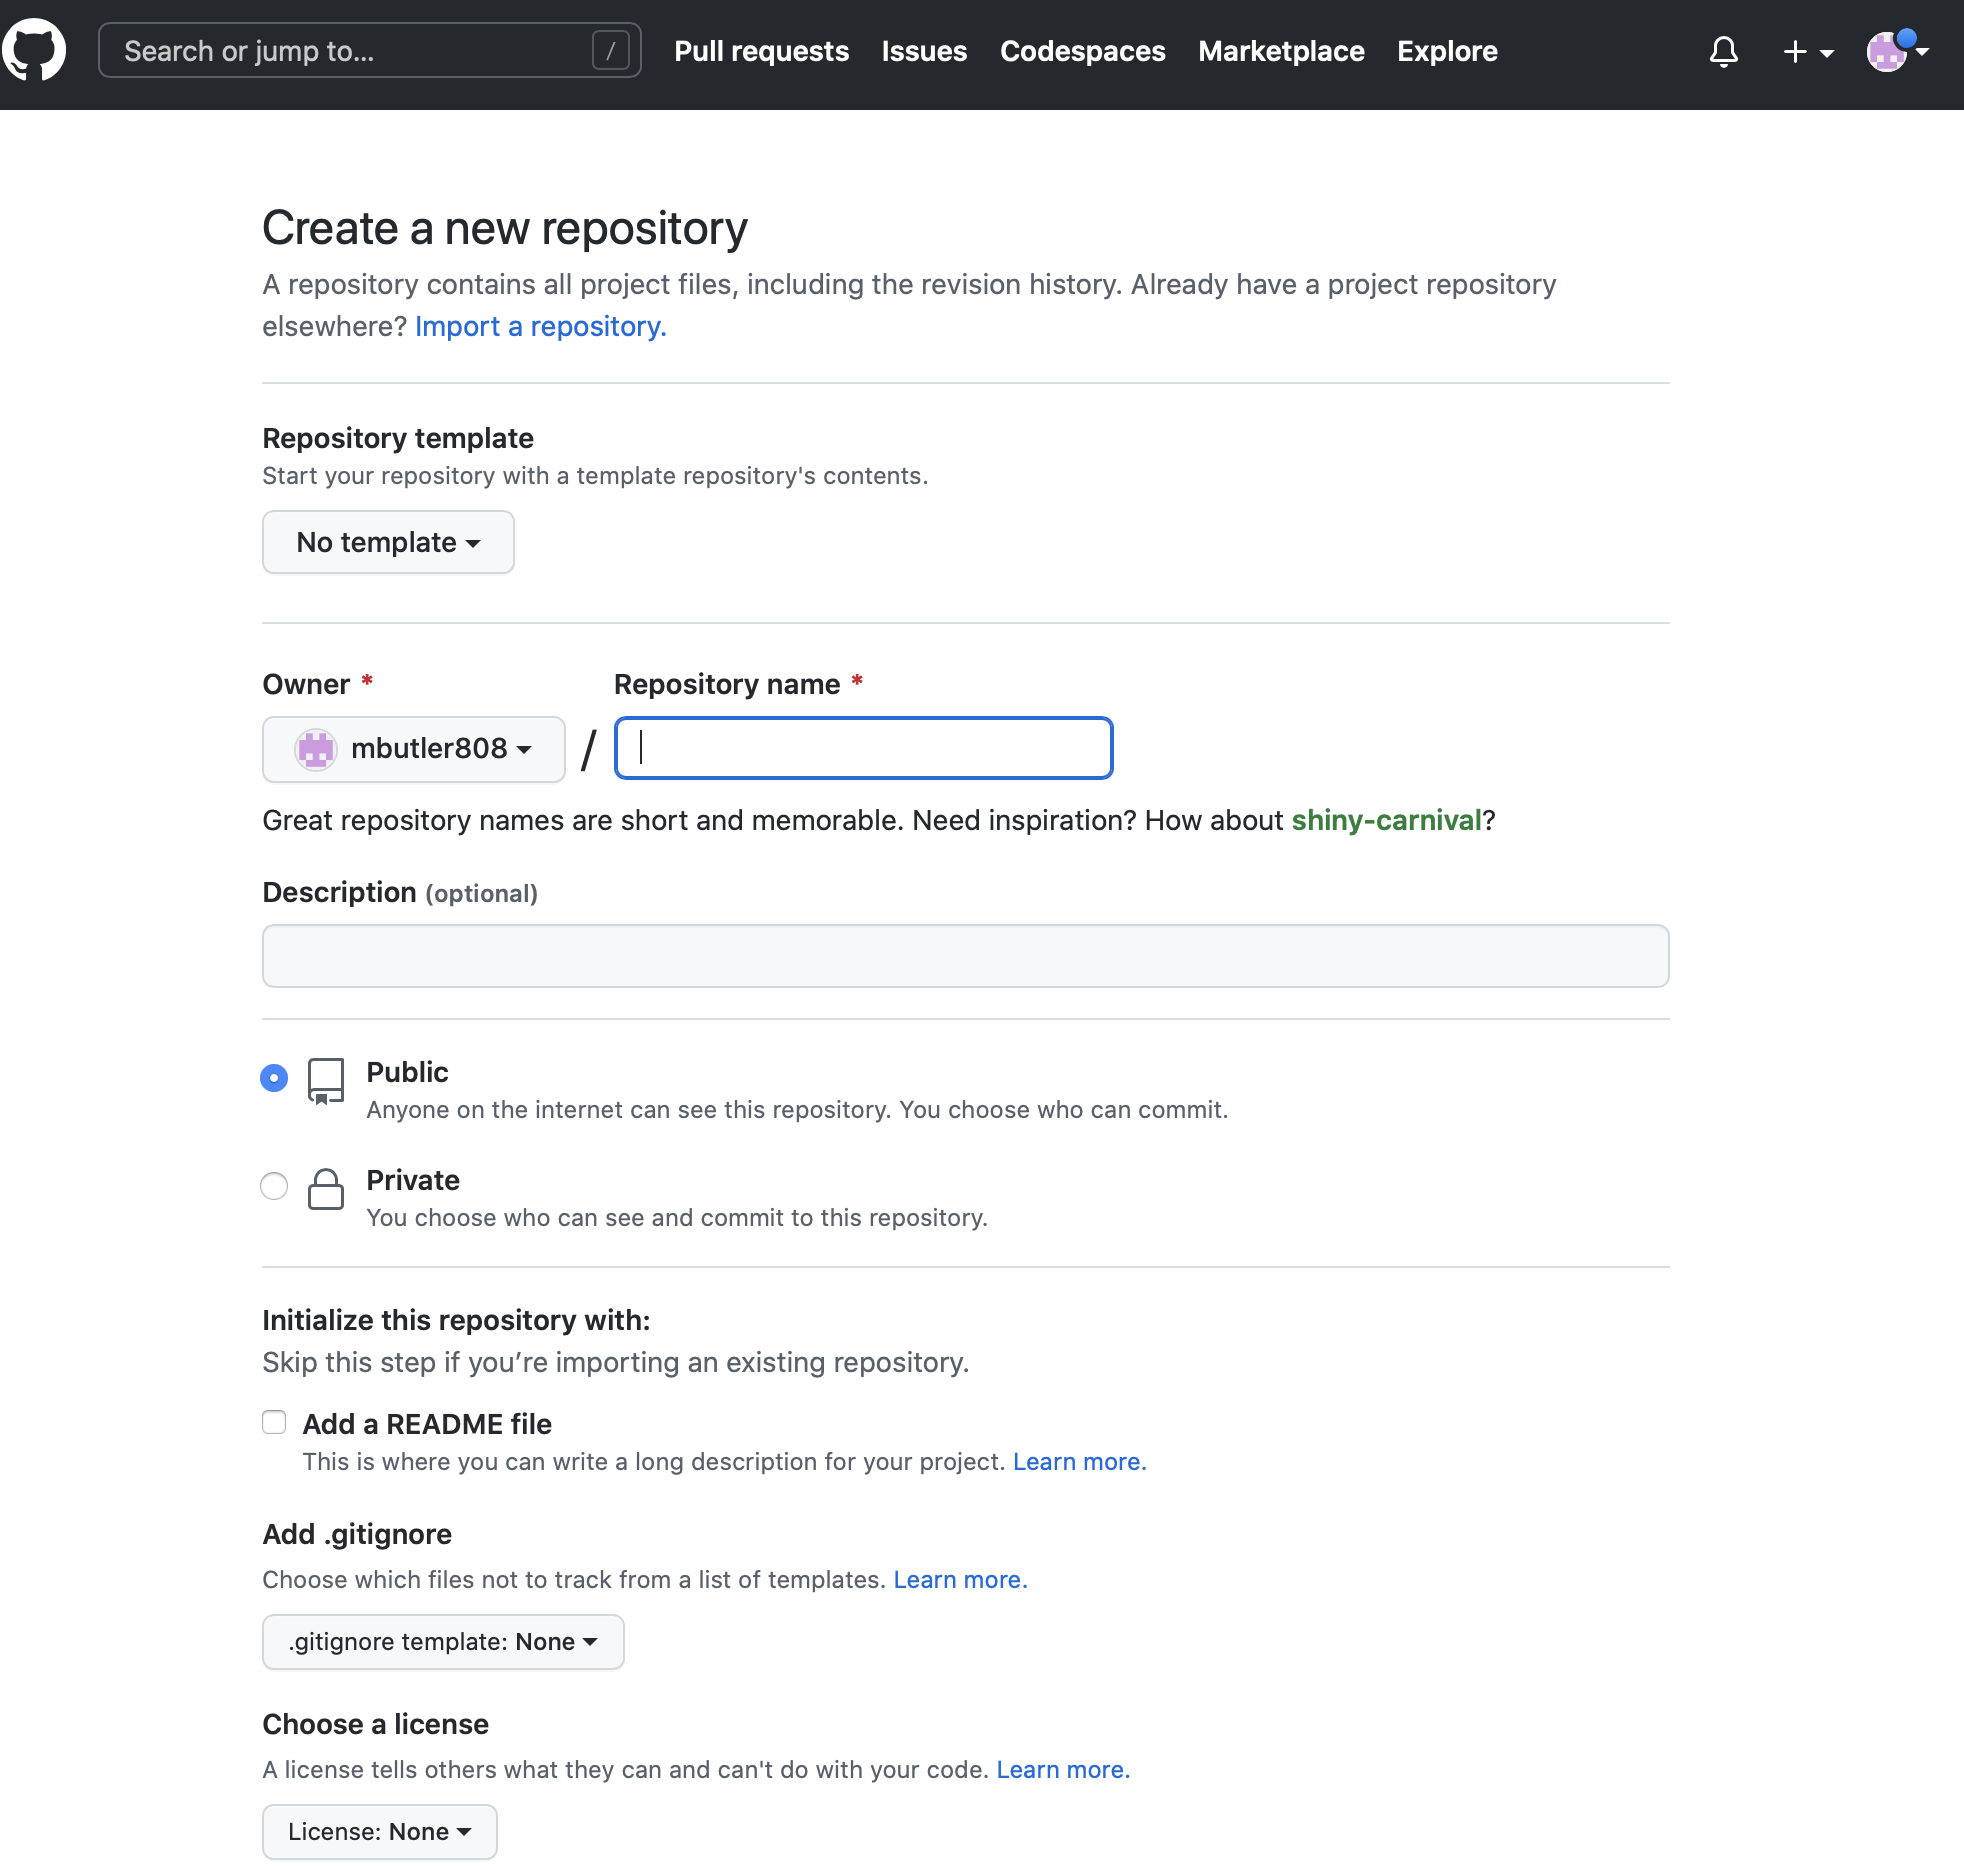 Search or jump to...
/
Pull requests
Issues
Codespaces
Marketplace
Explore
Create a new repository
A repository contains all project files, including the revision history. Already have a project repository
elsewhere? Import a repository.
Repository template
Start your repository with a template repository's contents.
No template
Owner *
Repository name *
mbutler808
/
Great repository names are short and memorable. Need inspiration? How about shiny-carnival?
Description (optional)
Public
Anyone on the internet can see this repository. You choose who can commit.
Private
You choose who can see and commit to this repository.
Initialize this repository with:
Skip this step if you’re importing an existing repository.
Add a README file
This is where you can write a long description for your project. Learn more.
Add .gitignore
Choose which files not to track from a list of templates. Learn more.
.gitignore template: None
Choose a license
A license tells others what they can and can't do with your code. Learn more.
License: None